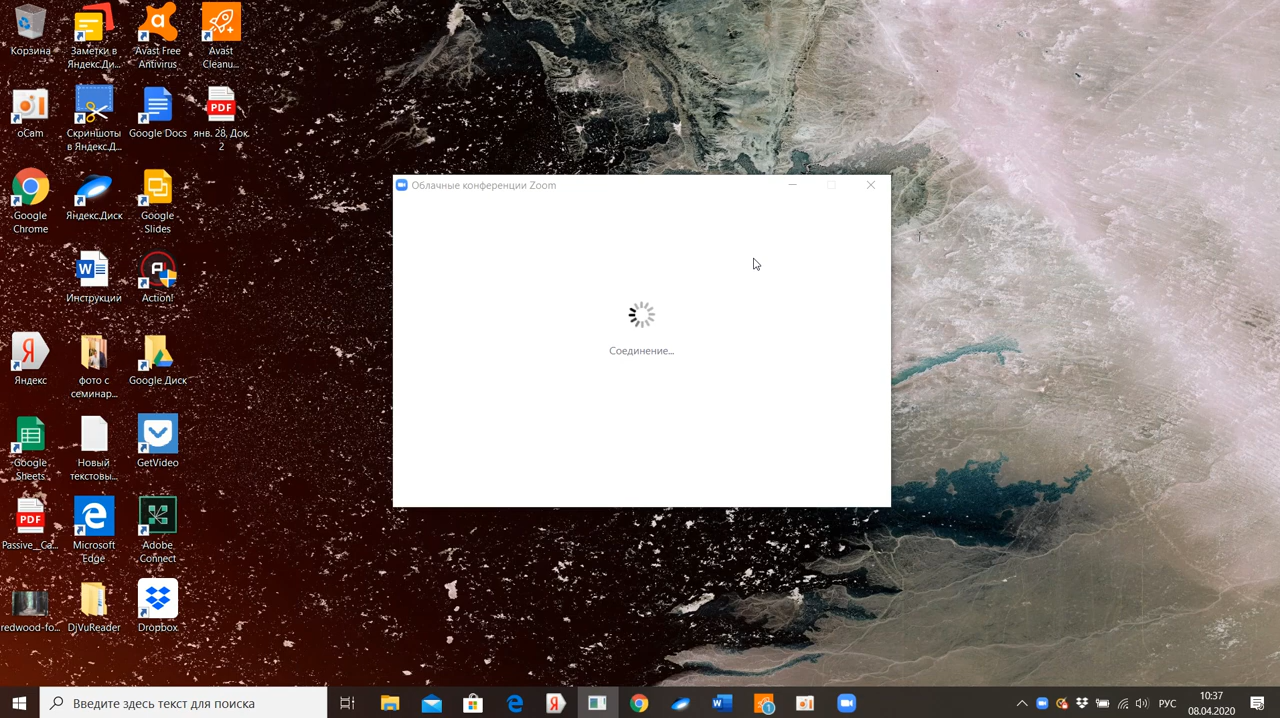 Корзина
Заметки в
Яндекс.Ди...
Avast Free
Antivirus
Avast
Cleanu...
oCam
Скриншоты
в Яндекс.Д...
Google Docs
янв. 28, Док.
2
PDF
Google
Chrome
Яндекс.Диск
Google
Slides
Инструкции
Action!
Яндекс
фото с
семинар...
Google Диск
Google
Sheets
Новый
текстовы...
GetVideo
PDF
Passive_Ca...
Microsoft
Edge
Adobe
Connect
redwood-fo...
DjVuReader
Dropbox
Облачные конференции Zoom
Соединение...
Введите здесь текст для поиска
1
РУС
10:37
08.04.2020